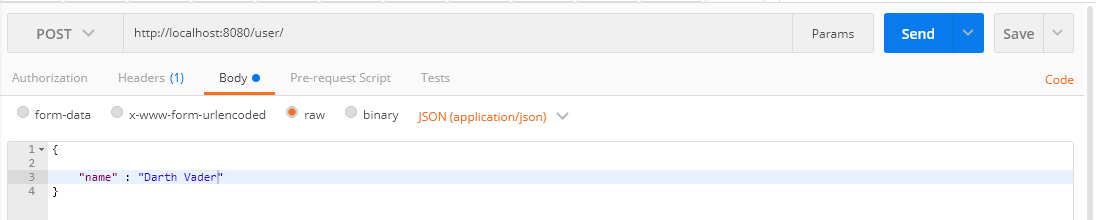 POST http://localhost:8080/user/ Params Send Save
Authorization Headers (1) Body Pre-request Script Tests Code
form-data x-www-form-urlencoded raw binary JSON (application/json)
1 {
2
3 "name" : "Darth Vader"
4 }